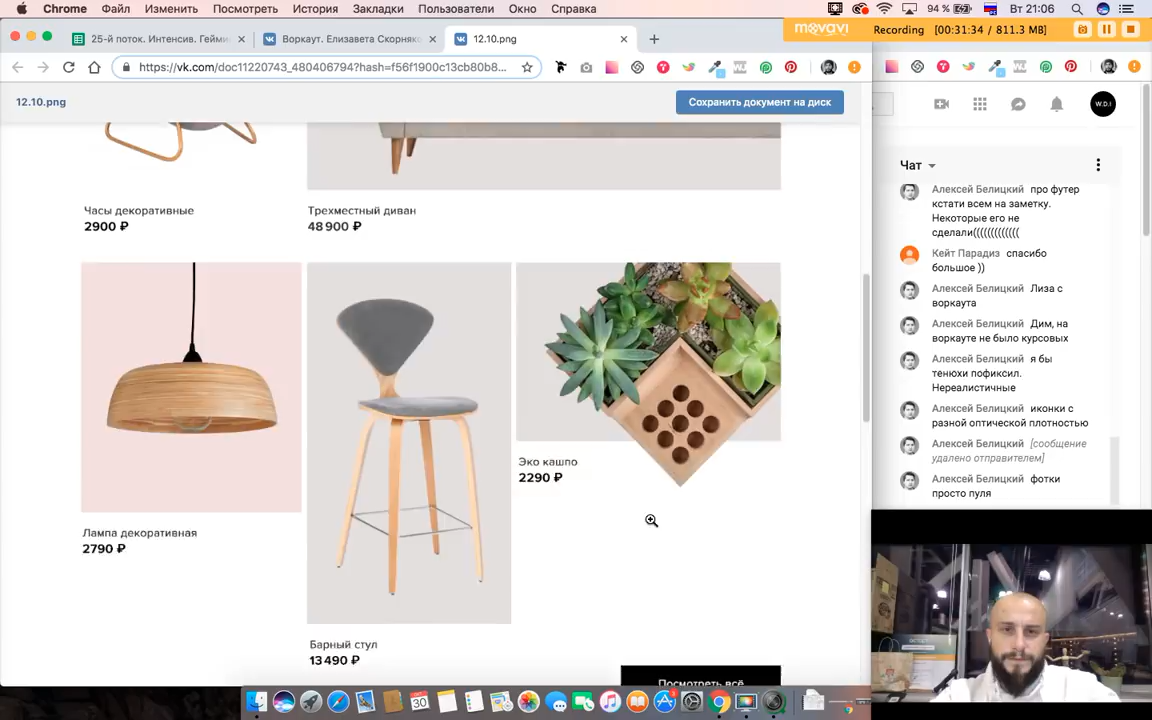 Chrome Файл Изменить Посмотреть История Закладки Пользователи Окно Справка
94 % Вт 21:06
25-й поток. Интенсив. Гейми
Воркаут. Елизавета Скорняк
12.10.png
movavi
Recording [00:31:34 / 811.3 MB]
https://vk.com/doc11220743_480406794?hash=f56f1900c13cb80b8...
12.10.png
Сохранить документ на диск
W.D.I
Чат
Часы декоративные
2900 ₽
Трехместный диван
48 900 ₽
Эко кашпо
2290 ₽
Лампа декоративная
2790 ₽
Барный стул
13 490 ₽
Посмотреть всё
Алексей Белицкий про футер
кстати всем на заметку.
Некоторые его не
сделали(((((((((((((
Кейт Парадиз спасибо
большое ))
Алексей Белицкий Лиза с
воркаута
Алексей Белицкий Дим, на
воркауте не было курсовых
Алексей Белицкий я бы
тенюхи пофиксил.
Нереалистичные
Алексей Белицкий иконки с
разной оптической плотностью
Алексей Белицкий [сообщение
удалено отправителем]
Алексей Белицкий фотки
просто пуля
30